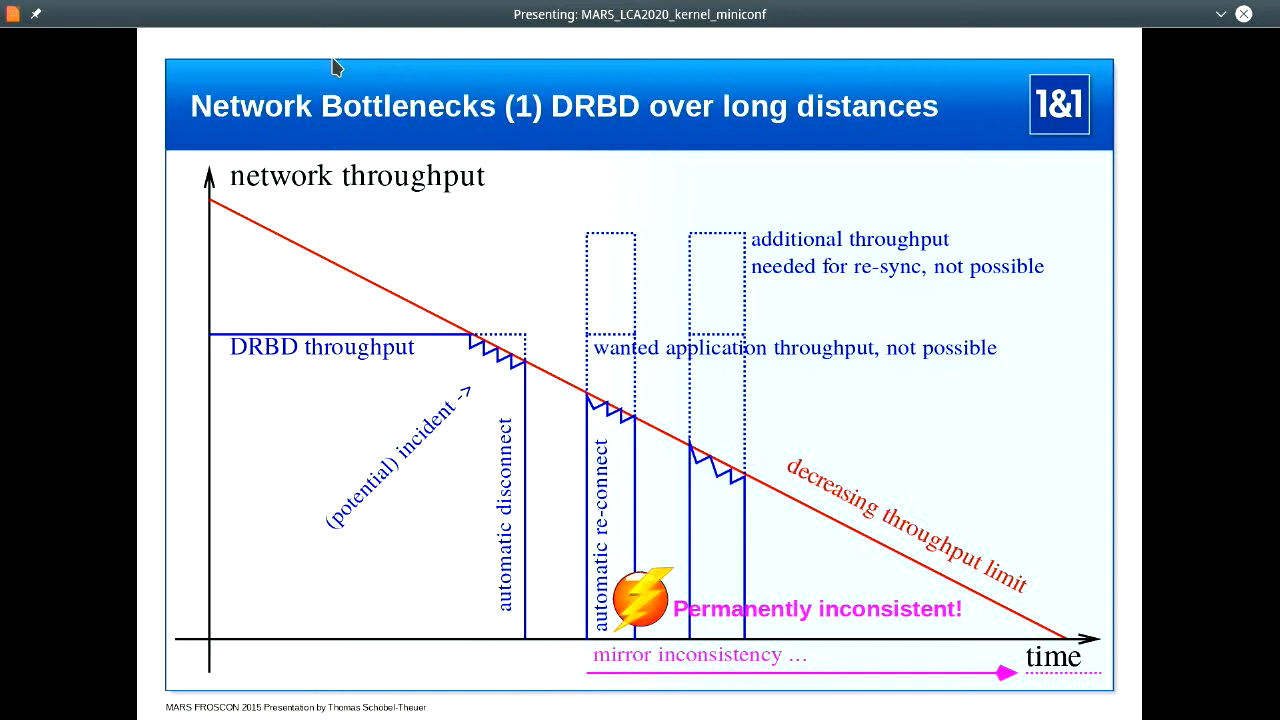 Presenting: MARS_LCA2020_kernel_miniconf
Network Bottlenecks (1) DRBD over long distances
1&1
network throughput
additional throughput
needed for re-sync, not possible
DRBD throughput
wanted application throughput, not possible
(potential) incident ->
automatic disconnect
automatic re-connect
decreasing throughput limit
Permanently inconsistent!
mirror inconsistency ...
time
MARS FROSCON 2015 Presentation by Thomas Schöbel-Theuer